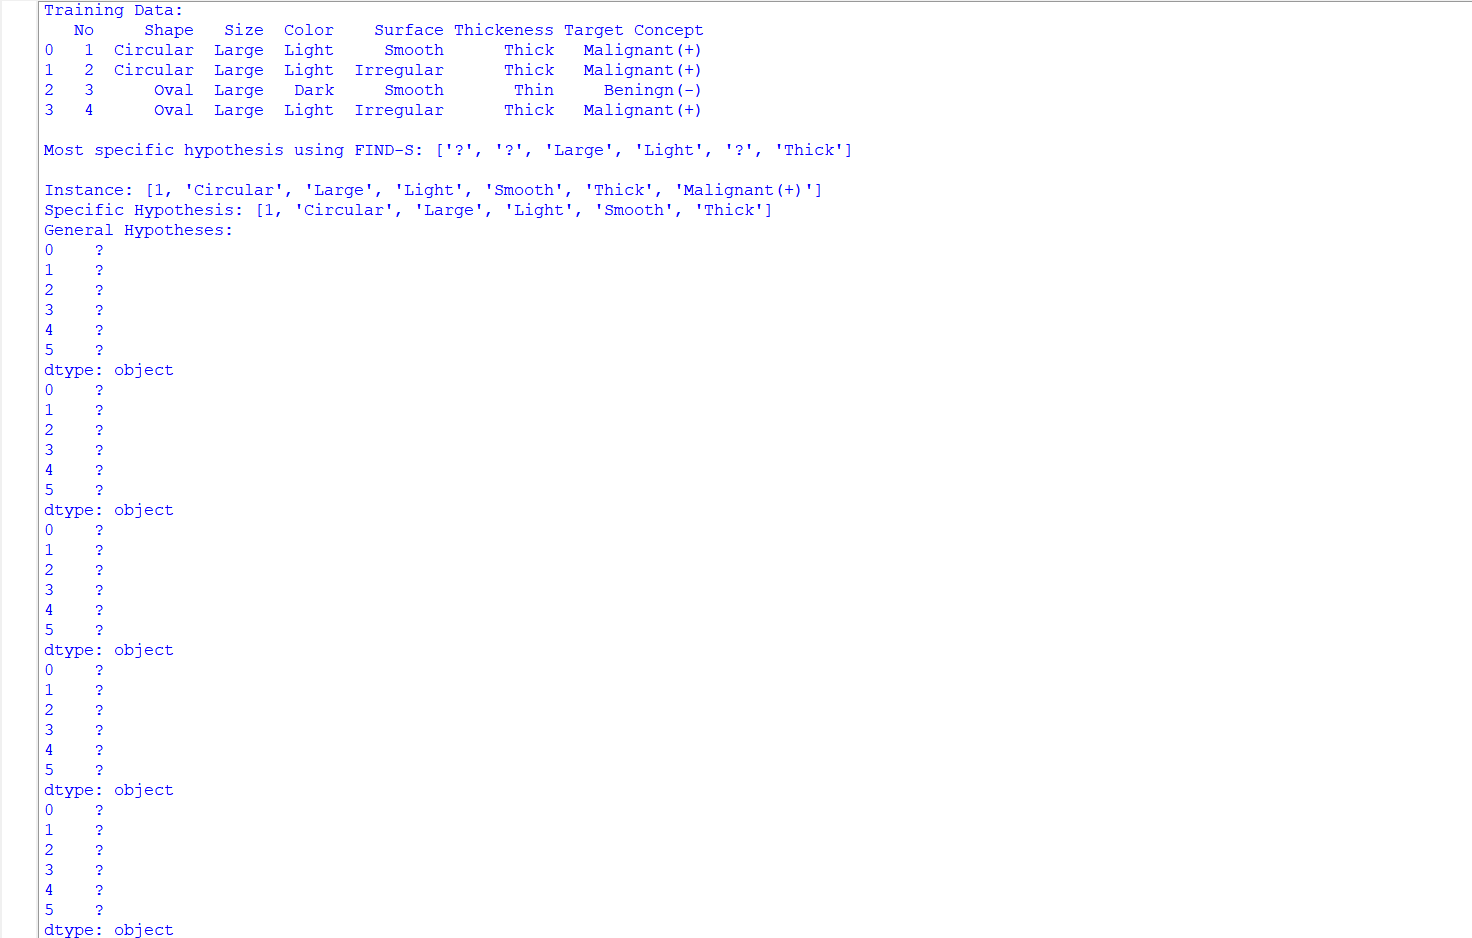 Training Data:
   No     Shape   Size  Color    Surface Thickeness Target Concept
0   1  Circular  Large  Light     Smooth      Thick   Malignant(+)
1   2  Circular  Large  Light  Irregular      Thick   Malignant(+)
2   3      Oval  Large   Dark     Smooth       Thin     Beningn(-)
3   4      Oval  Large  Light  Irregular      Thick   Malignant(+)
Most specific hypothesis using FIND-S: ['?', '?', 'Large', 'Light', '?', 'Thick']
Instance: [1, 'Circular', 'Large', 'Light', 'Smooth', 'Thick', 'Malignant(+)']
Specific Hypothesis: [1, 'Circular', 'Large', 'Light', 'Smooth', 'Thick']
General Hypotheses:
0    ?
1    ?
2    ?
3    ?
4    ?
5    ?
dtype: object
0    ?
1    ?
2    ?
3    ?
4    ?
5    ?
dtype: object
0    ?
1    ?
2    ?
3    ?
4    ?
5    ?
dtype: object
0    ?
1    ?
2    ?
3    ?
4    ?
5    ?
dtype: object
0    ?
1    ?
2    ?
3    ?
4    ?
5    ?
dtype: object